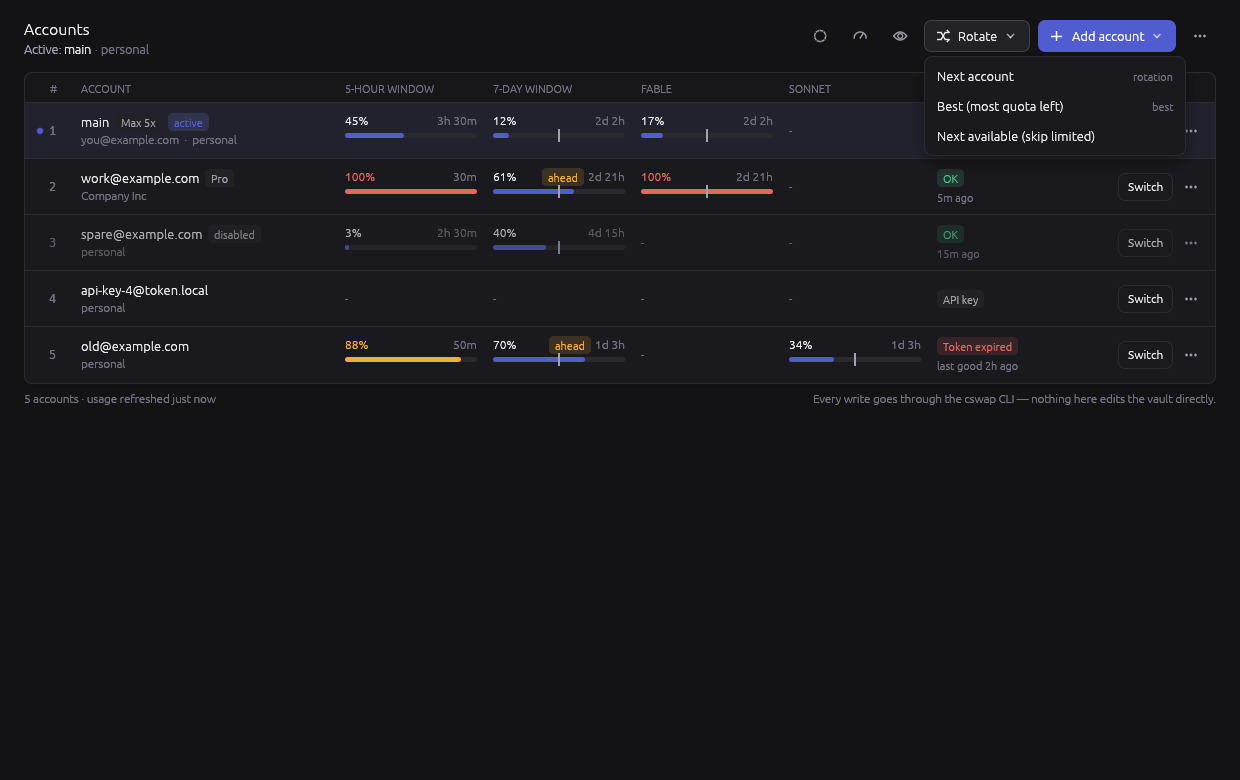 Accounts
Active: main · personal
Rotate
Add account
Next account rotation
Best (most quota left) best
Next available (skip limited)
# ACCOUNT 5-HOUR WINDOW 7-DAY WINDOW FABLE SONNET
1 main Max 5x active 45% 3h 30m 12% 2d 2h 17% 2d 2h -
you@example.com · personal
2 work@example.com Pro 100% 30m 61% ahead 2d 21h 100% 2d 21h - OK Switch
Company Inc 5m ago
3 spare@example.com disabled 3% 2h 30m 40% 4d 15h - - OK Switch
personal 15m ago
4 api-key-4@token.local - - - - API key Switch
personal
5 old@example.com 88% 50m 70% ahead 1d 3h - 34% 1d 3h Token expired Switch
personal last good 2h ago
5 accounts · usage refreshed just now
Every write goes through the cswap CLI — nothing here edits the vault directly.